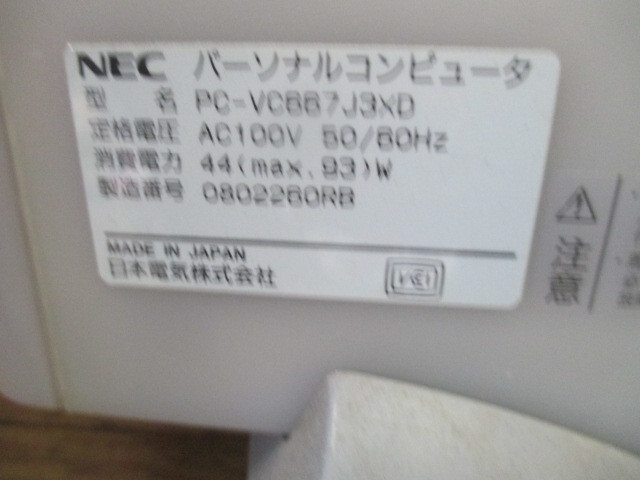 NEC パーソナルコンピュータ
型 名 PC-VC667J3XD
定格電圧 AC100V 50/60Hz
消費電力 44(max.93)W
製造番号 0802260RB
MADE IN JAPAN
日本電気株式会社
VCCI
注意